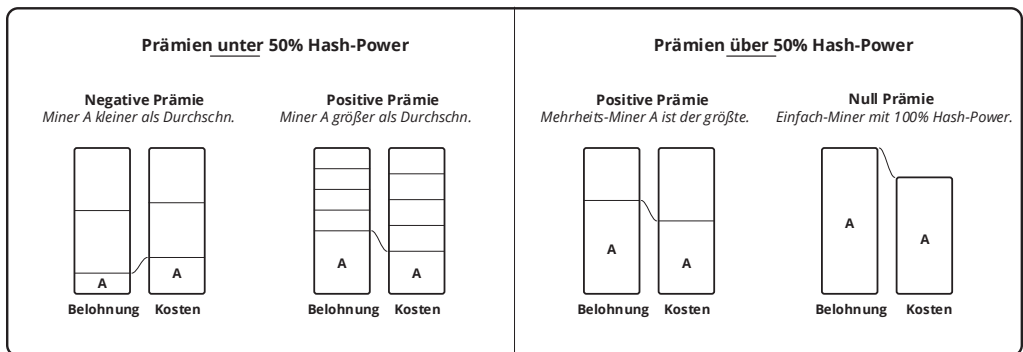 Prämien unter 50% Hash-Power
Negative Prämie
Miner A kleiner als Durchschn.
A
A
Belohnung Kosten
Positive Prämie
Miner A größer als Durchschn.
A
A
Belohnung Kosten
Prämien über 50% Hash-Power
Positive Prämie
Mehrheits-Miner A ist der größte.
A
A
Belohnung Kosten
Null Prämie
Einfach-Miner mit 100% Hash-Power.
A
A
Belohnung Kosten